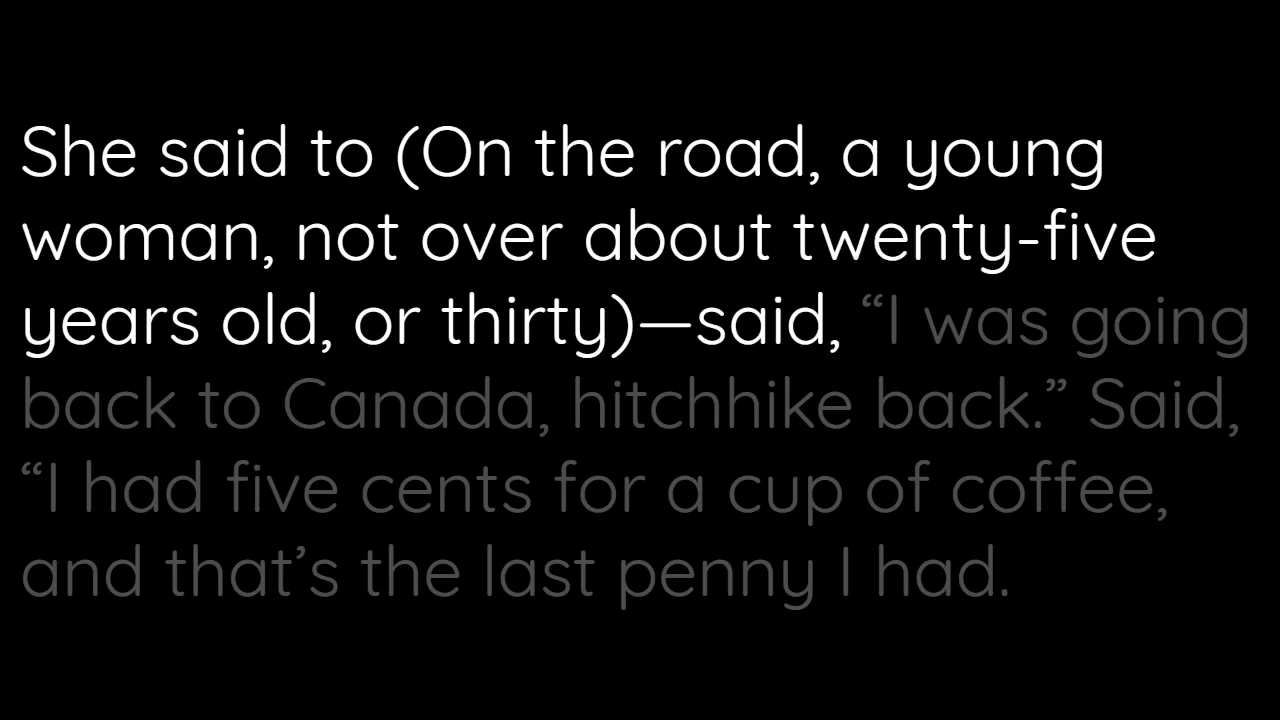 She said to (On the road, a young
woman, not over about twenty-five
years old, or thirty)—said, “I was going
back to Canada, hitchhike back.” Said,
“I had five cents for a cup of coffee,
and that’s the last penny I had.